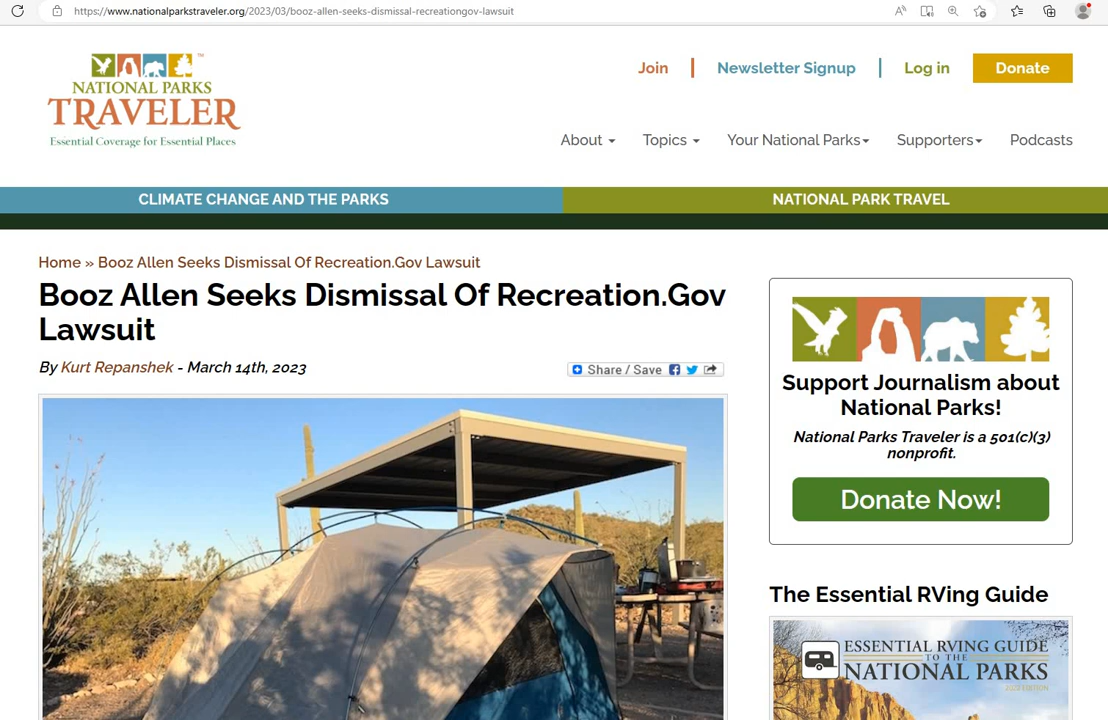 https://www.nationalparkstraveler.org/2023/03/booz-allen-seeks-dismissal-recreationgov-lawsuit
NATIONAL PARKS
TRAVELER
Essential Coverage for Essential Places
Join
Newsletter Signup
Log in
Donate
About
Topics
Your National Parks
Supporters
Podcasts
CLIMATE CHANGE AND THE PARKS
NATIONAL PARK TRAVEL
Home » Booz Allen Seeks Dismissal Of Recreation.Gov Lawsuit
Booz Allen Seeks Dismissal Of Recreation.Gov
Lawsuit
By Kurt Repanshek - March 14th, 2023
Share / Save
Support Journalism about
National Parks!
National Parks Traveler is a 501(c)(3)
nonprofit.
Donate Now!
The Essential RVing Guide
ESSENTIAL RVING GUIDE
TO THE
NATIONAL PARKS